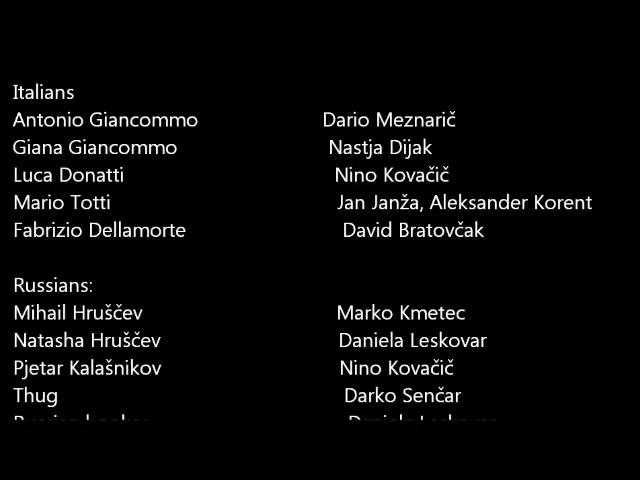 Italians
Antonio Giancommo Dario Meznarič
Giana Giancommo Nastja Dijak
Luca Donatti Nino Kovačič
Mario Totti Jan Janža, Aleksander Korent
Fabrizio Dellamorte David Bratovčak
Russians:
Mihail Hruščev Marko Kmetec
Natasha Hruščev Daniela Leskovar
Pjetar Kalašnikov Nino Kovačič
Thug Darko Senčar